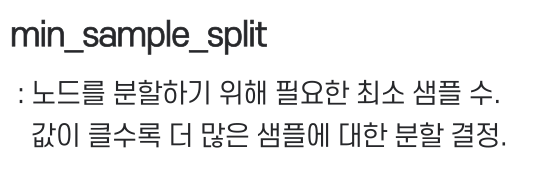 min_sample_split
: 노드를 분할하기 위해 필요한 최소 샘플 수.
값이 클수록 더 많은 샘플에 대한 분할 결정.